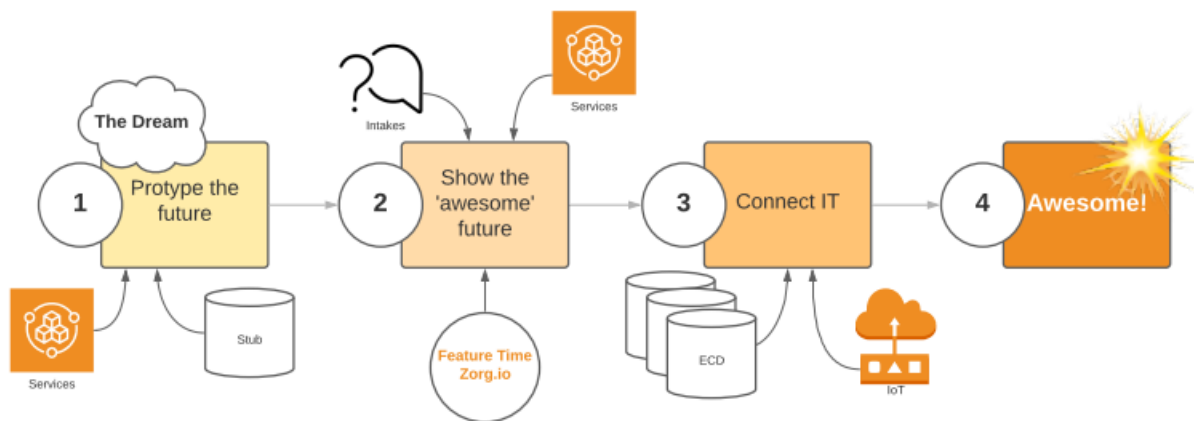 The Dream
1
Protype the
future
Services
Stub
Intakes
Services
2
Show the
'awesome'
future
Feature Time
Zorg.io
3
Connect IT
ECD
IoT
4
Awesome!